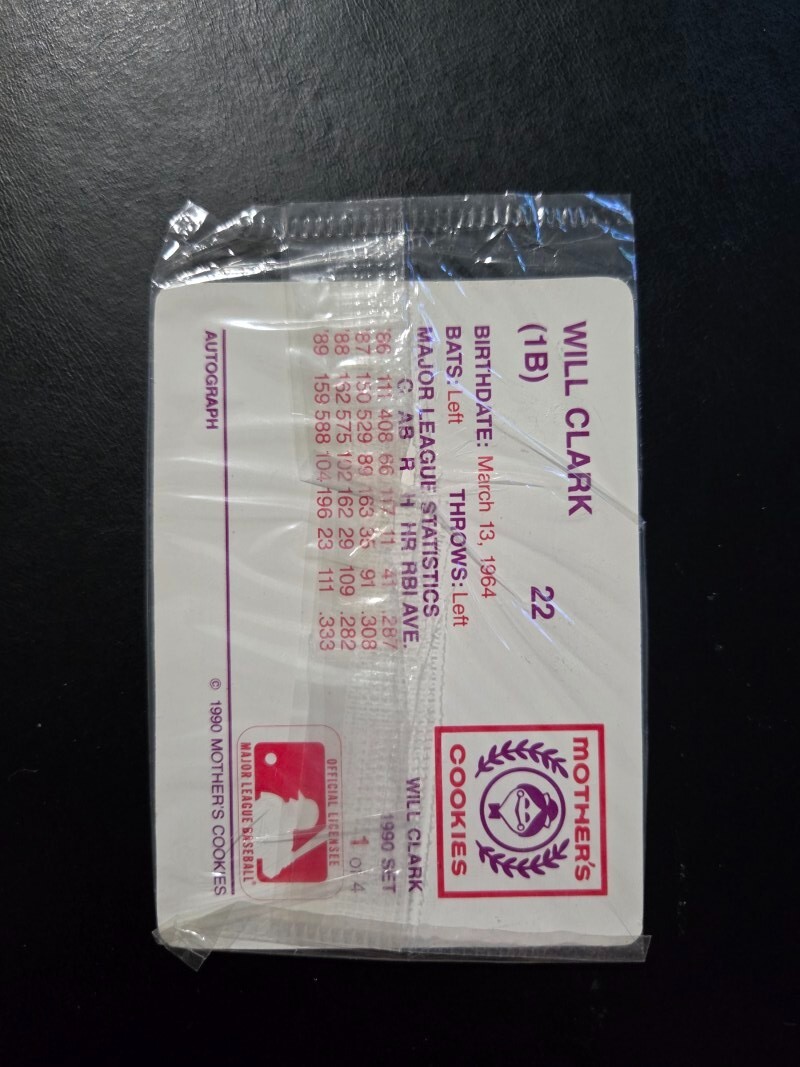 WILL CLARK
(1B) 22
BIRTHDATE: March 13, 1964
BATS: Left THROWS: Left
MAJOR LEAGUE STATISTICS
G AB R H HR RBI AVE.
'86 111 408 66 117 11 41 .287
'87 150 529 89 163 35 91 .308
'88 162 575 102 162 29 109 .282
'89 159 588 104 196 23 111 .333
AUTOGRAPH
MOTHER'S
COOKIES
WILL CLARK
1990 SET
1 of 4
OFFICIAL LICENSEE
MAJOR LEAGUE BASEBALL
© 1990 MOTHER'S COOKIES